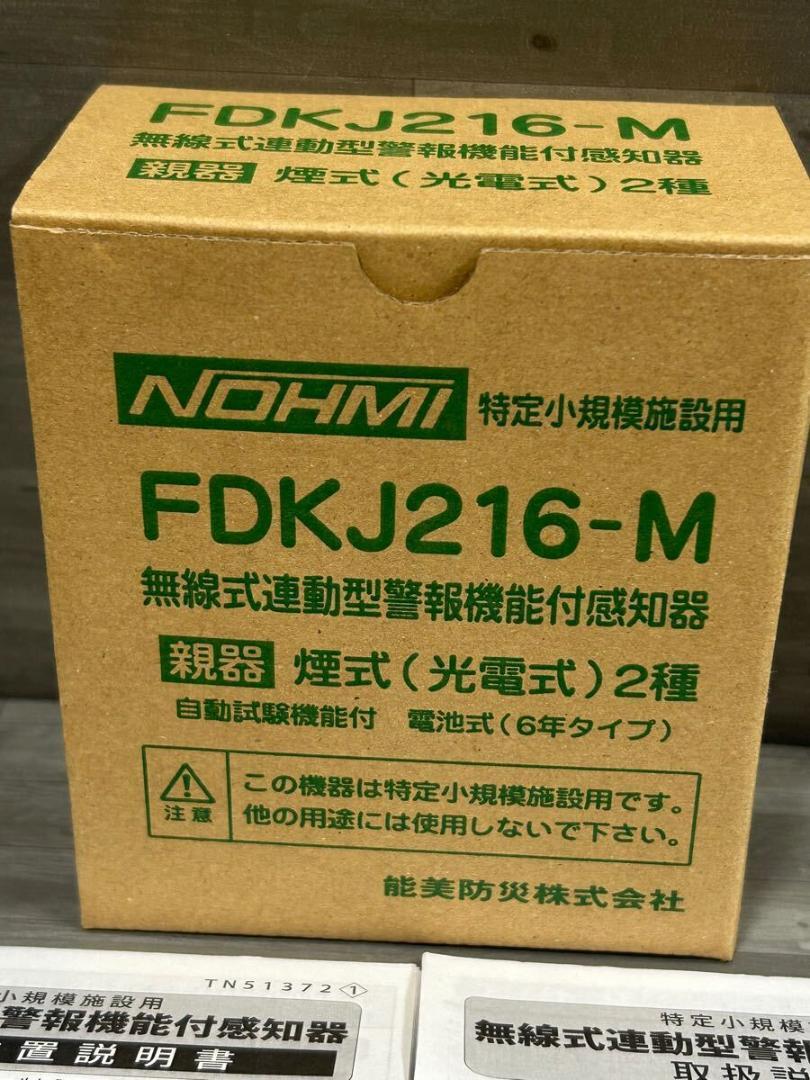 FDKJ216-M
無線式連動型警報機能付感知器
親器 煙式(光電式)2種
NOHMI 特定小規模施設用
FDKJ216-M
無線式連動型警報機能付感知器
親器 煙式(光電式)2種
自動試験機能付 電池式(6年タイプ)
注意
この機器は特定小規模施設用です。
他の用途には使用しないで下さい。
能美防災株式会社
TN51372①
小規模施設用
警報機能付感知器
置説明書
特定小規模
無線式連動型警
取扱説